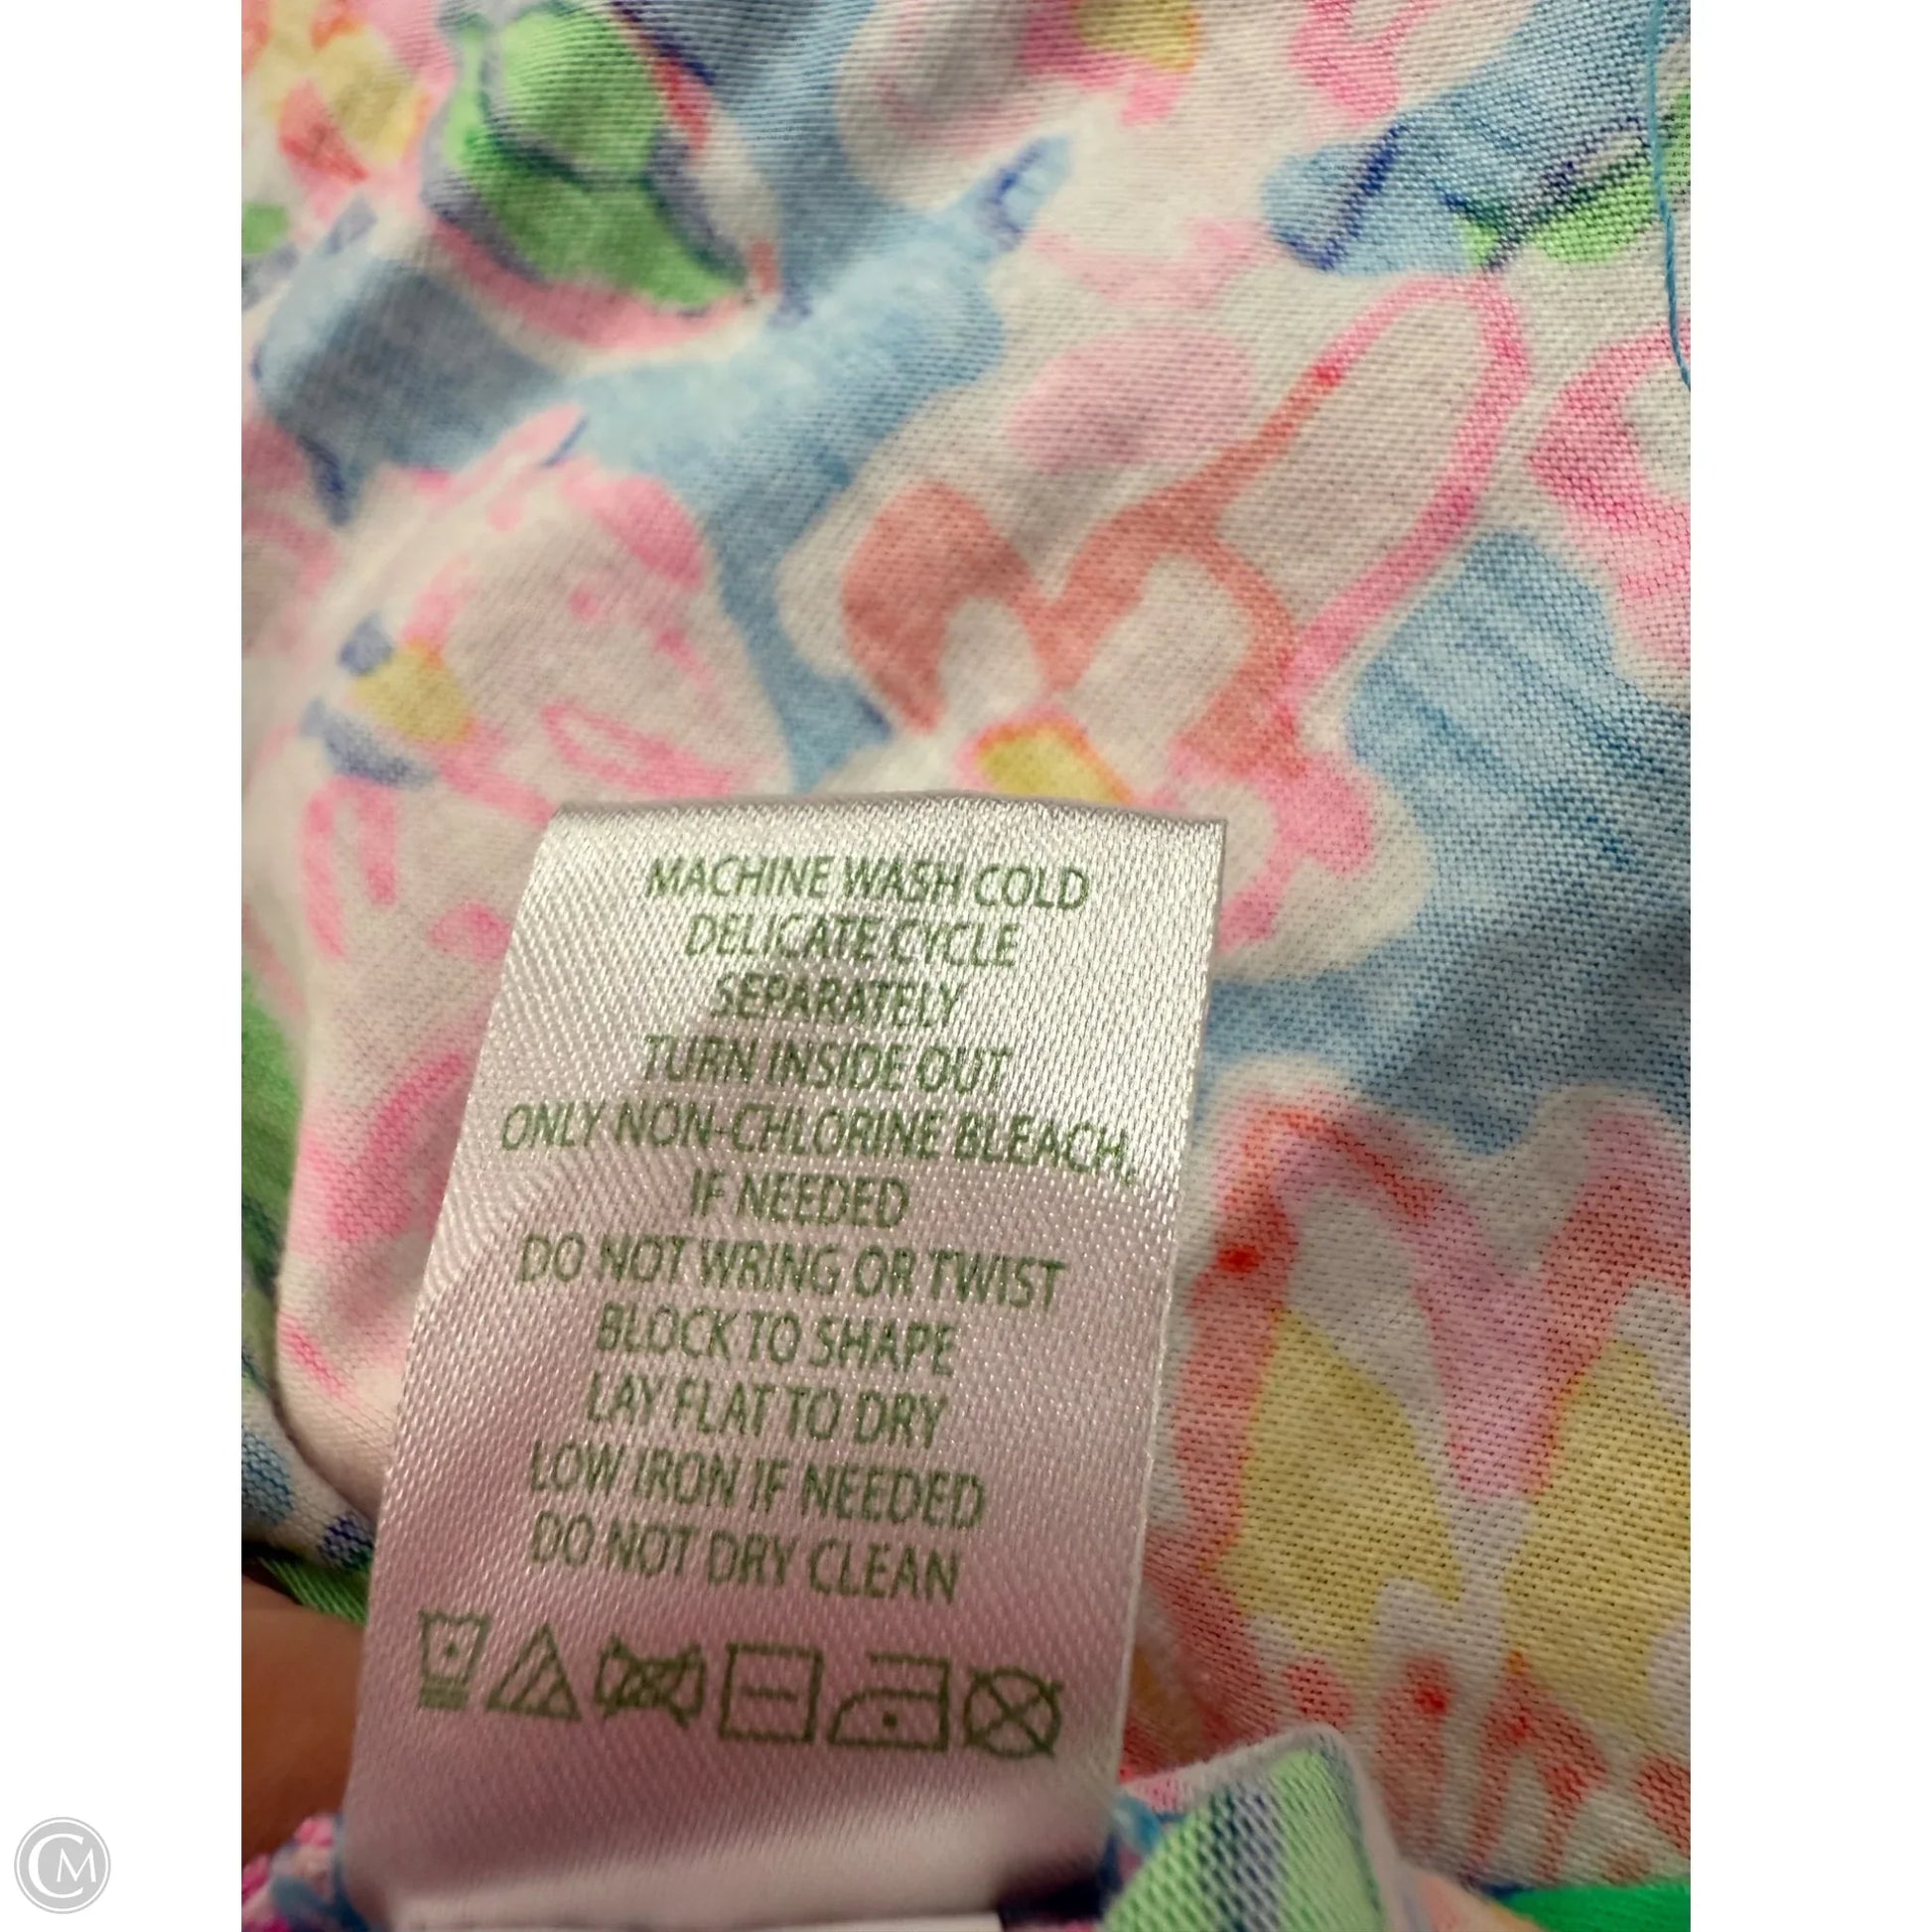 MACHINE WASH COLD
DELICATE CYCLE
SEPARATELY
TURN INSIDE OUT
ONLY NON-CHLORINE BLEACH,
IF NEEDED
DO NOT WRING OR TWIST
BLOCK TO SHAPE
LAY FLAT TO DRY
LOW IRON IF NEEDED
DO NOT DRY CLEAN
CM